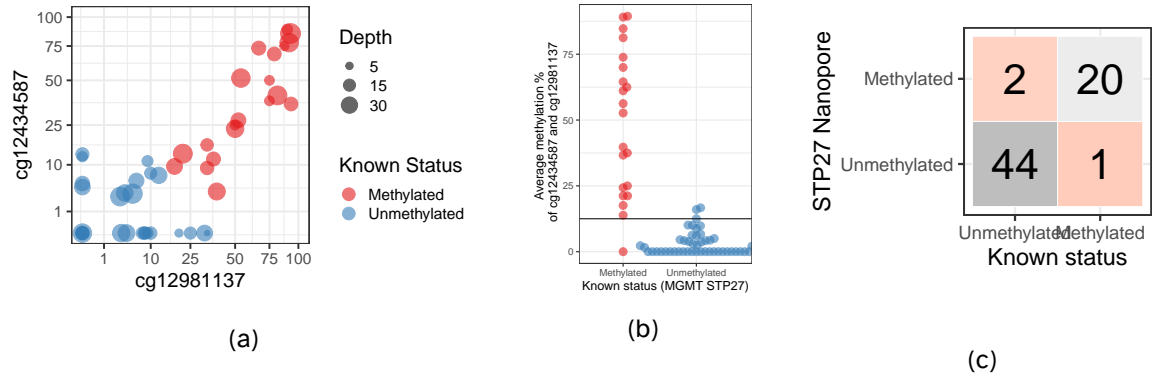 100
75
50
25
10
1
cg12434587
1
10
25
50
75
100
cg12981137
Depth
5
15
30
Known Status
Methylated
Unmethylated
(a)
Average methylation %
of cg12434587 and cg12981137
75
50
25
0
Methylated
Unmethylated
Known status (MGMT STP27)
(b)
STP27 Nanopore
Methylated
Unmethylated
2
20
44
1
Unmethylated
Methylated
Known status
(c)